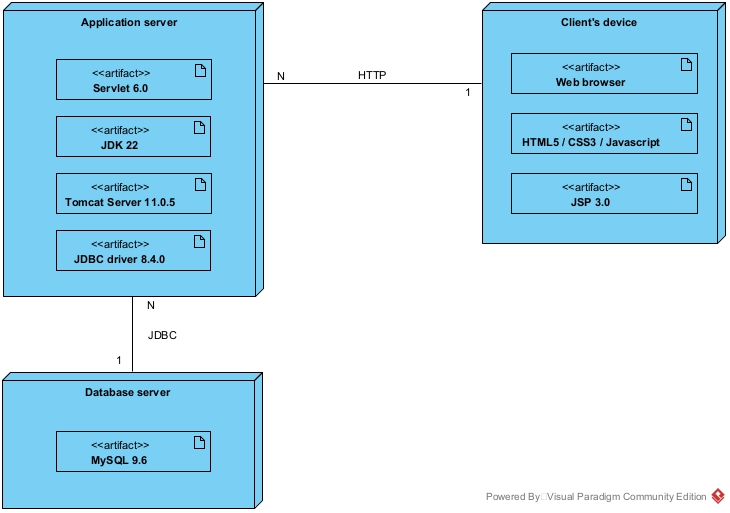 Application server
<<artifact>>
Servlet 6.0
<<artifact>>
JDK 22
<<artifact>>
Tomcat Server 11.0.5
<<artifact>>
JDBC driver 8.4.0
N
HTTP
1
Client's device
<<artifact>>
Web browser
<<artifact>>
HTML5 / CSS3 / Javascript
<<artifact>>
JSP 3.0
N
JDBC
1
Database server
<<artifact>>
MySQL 9.6
Powered By Visual Paradigm Community Edition